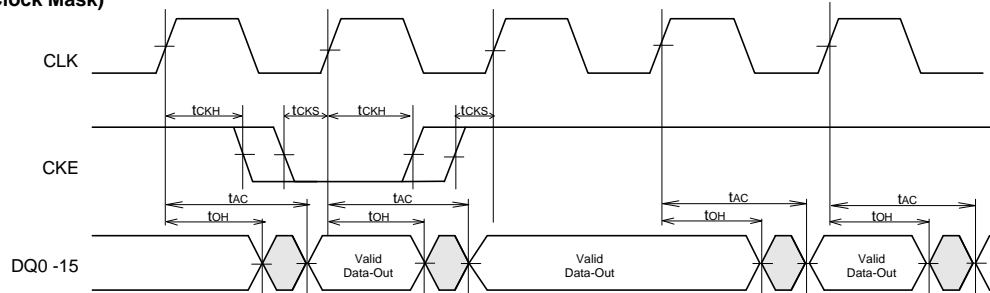 lock Mask)
CLK
tCKH tCKS tCKH tCKS
CKE
tAC tAC tAC tAC
tOH tOH tOH tOH
DQ0 -15 Valid Data-Out Valid Data-Out Valid Data-Out